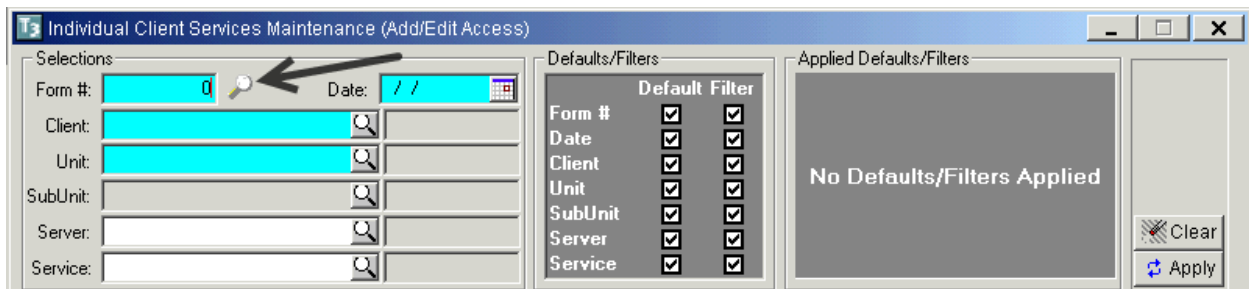 T3 Individual Client Services Maintenance (Add/Edit Access)
Selections
Form #: 0 Date: / /
Client:
Unit:
SubUnit:
Server:
Service:
Defaults/Filters
Default Filter
Form #
Date
Client
Unit
SubUnit
Server
Service
Applied Defaults/Filters
No Defaults/Filters Applied
Clear
Apply